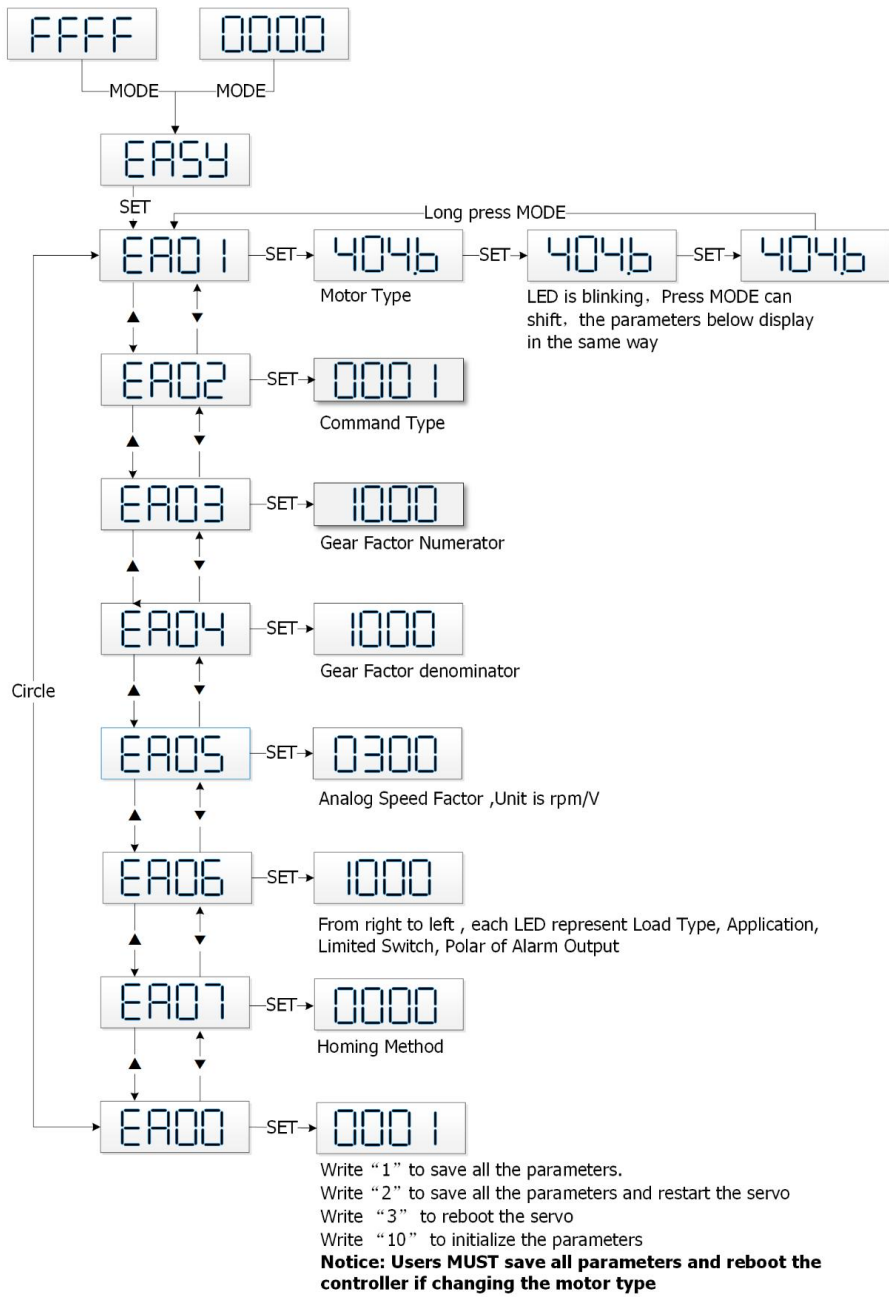 FFFF 0000
MODE MODE
EASY
SET
Long press MODE
EA01 SET 404.b SET 404.b SET 404.b
Motor Type
LED is blinking, Press MODE can
shift, the parameters below display
in the same way
▲ ▼
EA02 SET 0001
Command Type
▲ ▼
EA03 SET 1000
Gear Factor Numerator
▲ ▼
EA04 SET 1000
Gear Factor denominator
Circle
▲ ▼
EA05 SET 0300
Analog Speed Factor ,Unit is rpm/V
▲ ▼
EA06 SET 1000
From right to left , each LED represent Load Type, Application,
Limited Switch, Polar of Alarm Output
▲ ▼
EA07 SET 0000
Homing Method
▲ ▼
EA00 SET 0001
Write “1” to save all the parameters.
Write “2” to save all the parameters and restart the servo
Write “3” to reboot the servo
Write “10” to initialize the parameters
Notice: Users MUST save all parameters and reboot the
controller if changing the motor type